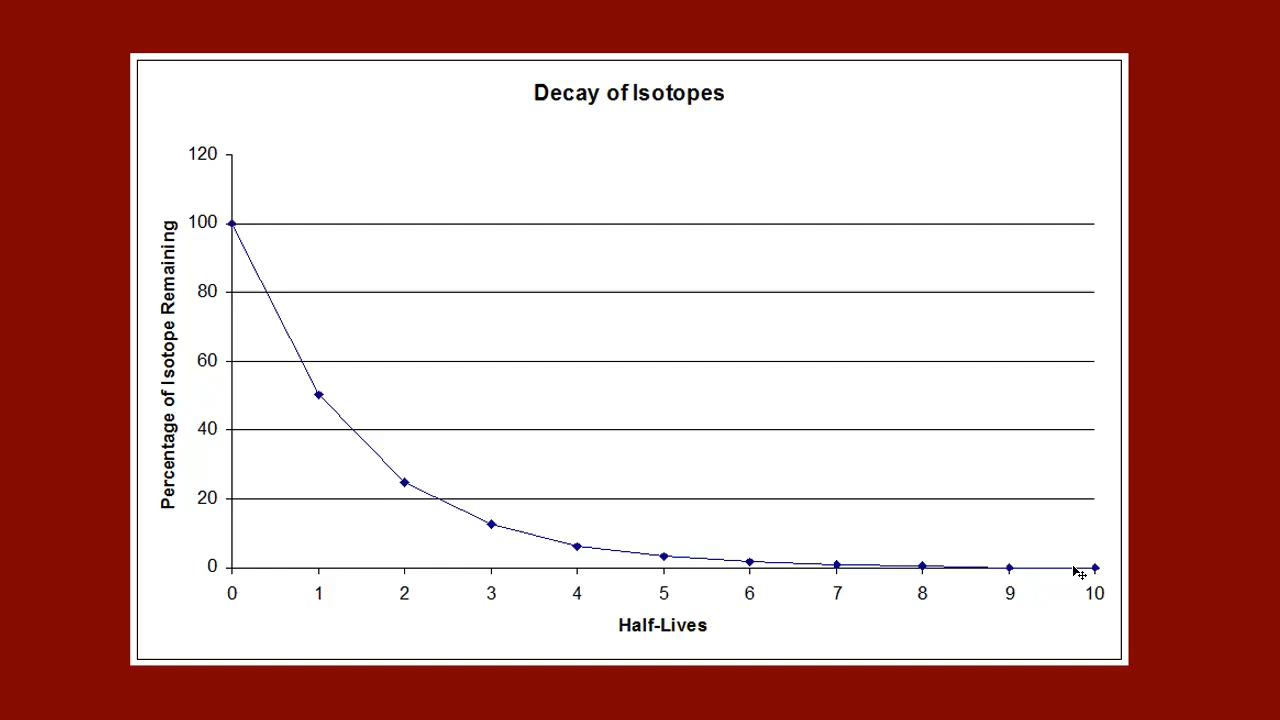 Decay of Isotopes
120
100
80
60
40
20
0
Percentage of Isotope Remaining
0 1 2 3 4 5 6 7 8 9 10
Half-Lives